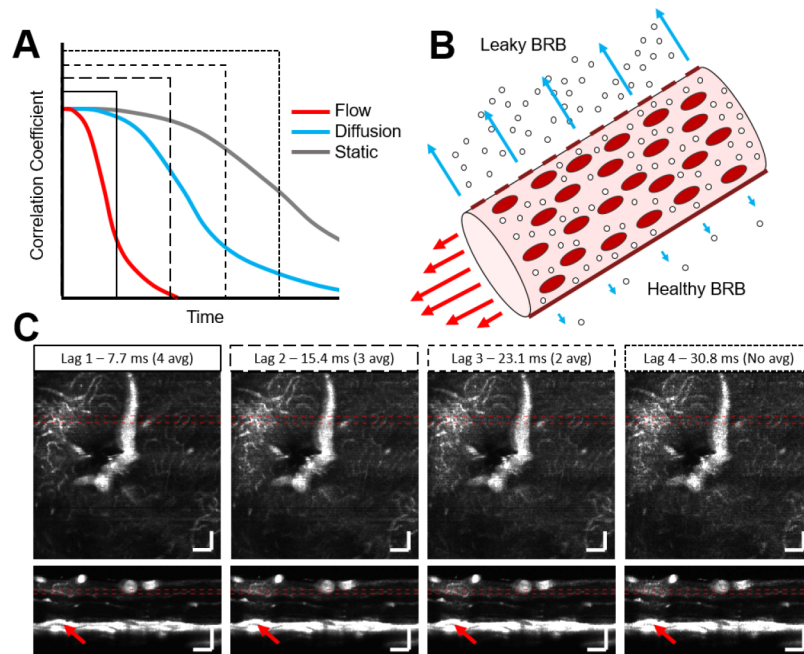 A
Correlation Coefficient
Time
Flow
Diffusion
Static
B
Leaky BRB
Healthy BRB
C
Lag 1 – 7.7 ms (4 avg)
Lag 2 – 15.4 ms (3 avg)
Lag 3 – 23.1 ms (2 avg)
Lag 4 – 30.8 ms (No avg)